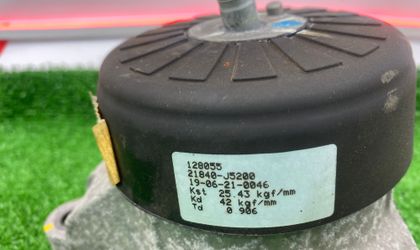 128055
21840-J5200
19-06-21-0046
Kst 25.43 kgf/mm
Kd 42 kgf/mm
Td 0.906